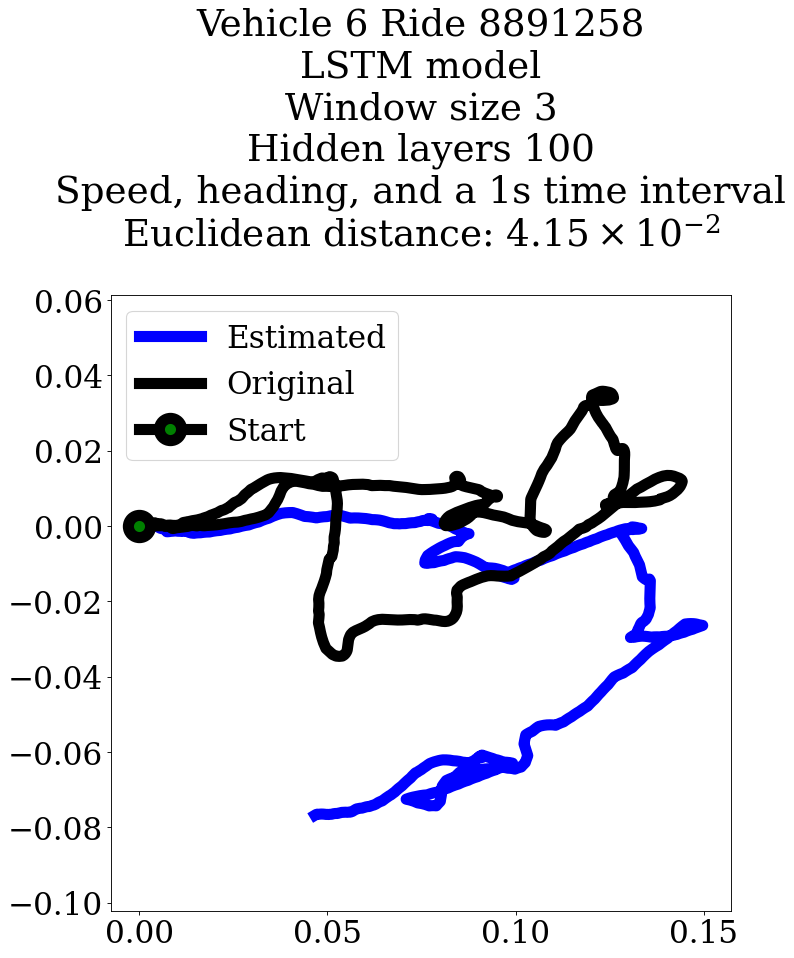 Vehicle 6 Ride 8891258
LSTM model
Window size 3
Hidden layers 100
Speed, heading, and a 1s time interval
Euclidean distance: 4.15 × 10⁻²
Estimated
Original
Start
0.06
0.04
0.02
0.00
−0.02
−0.04
−0.06
−0.08
−0.10
0.00 0.05 0.10 0.15